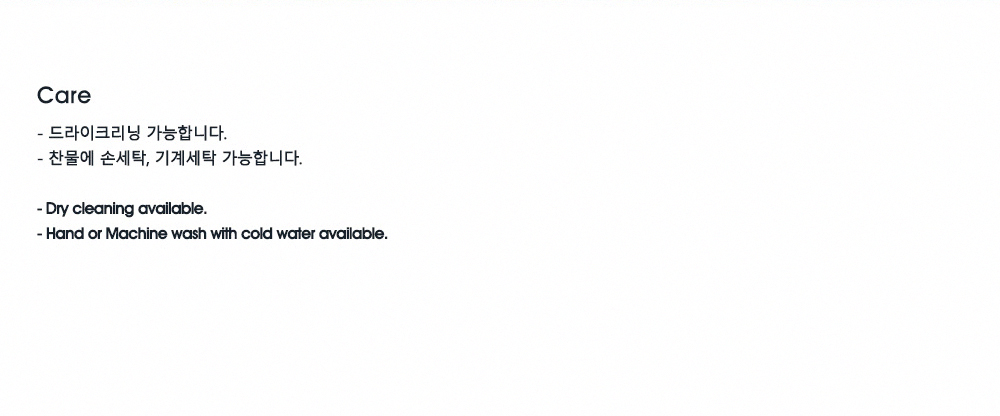 Care
- 드라이크리닝 가능합니다.
- 찬물에 손세탁, 기계세탁 가능합니다.
- Dry cleaning available.
- Hand or Machine wash with cold water available.